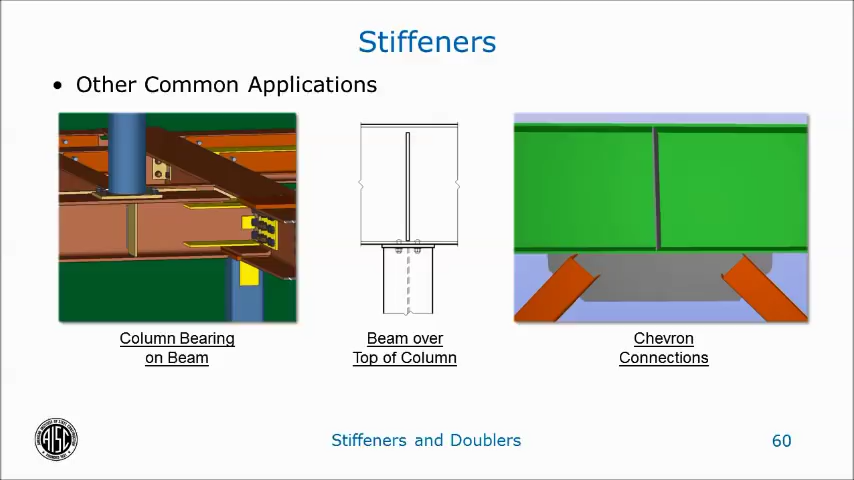 Stiffeners
• Other Common Applications
Column Bearing
on Beam
Beam over
Top of Column
Chevron
Connections
AISC
Stiffeners and Doublers
60